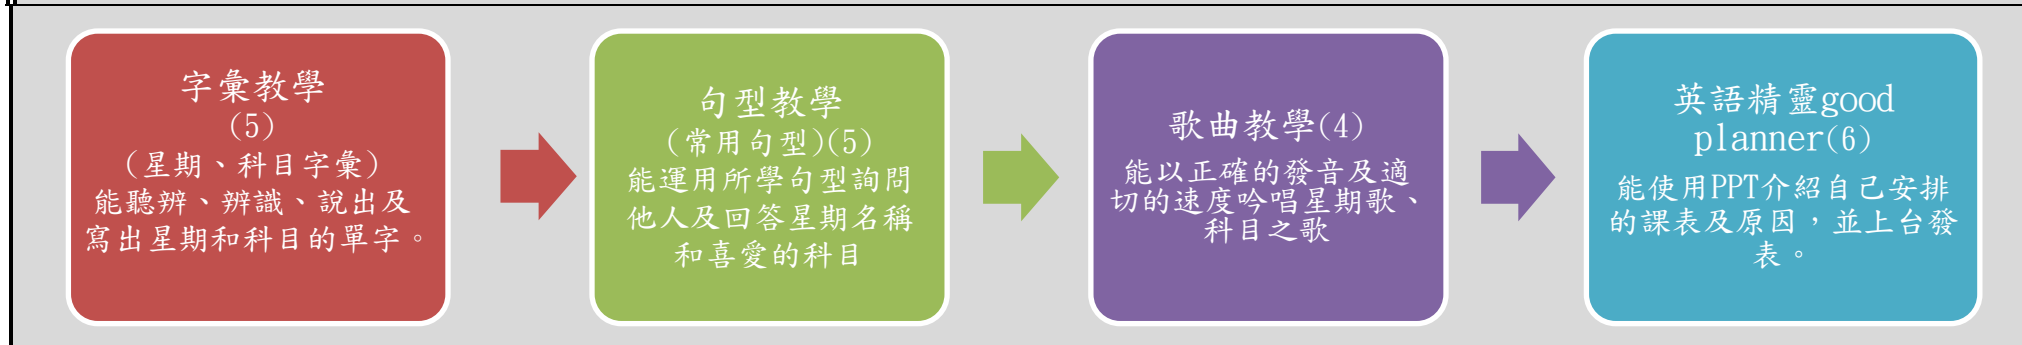 字彙教學
(5)
(星期、科目字彙)
能聽辨、辨識、說出及
寫出星期和科目的單字。
句型教學
(常用句型)(5)
能運用所學句型詢問
他人及回答星期名稱
和喜愛的科目
歌曲教學(4)
能以正確的發音及適
切的速度吟唱星期歌、
科目之歌
英語精靈good
planner(6)
能使用PPT介紹自己安排
的課表及原因，並上台發
表。